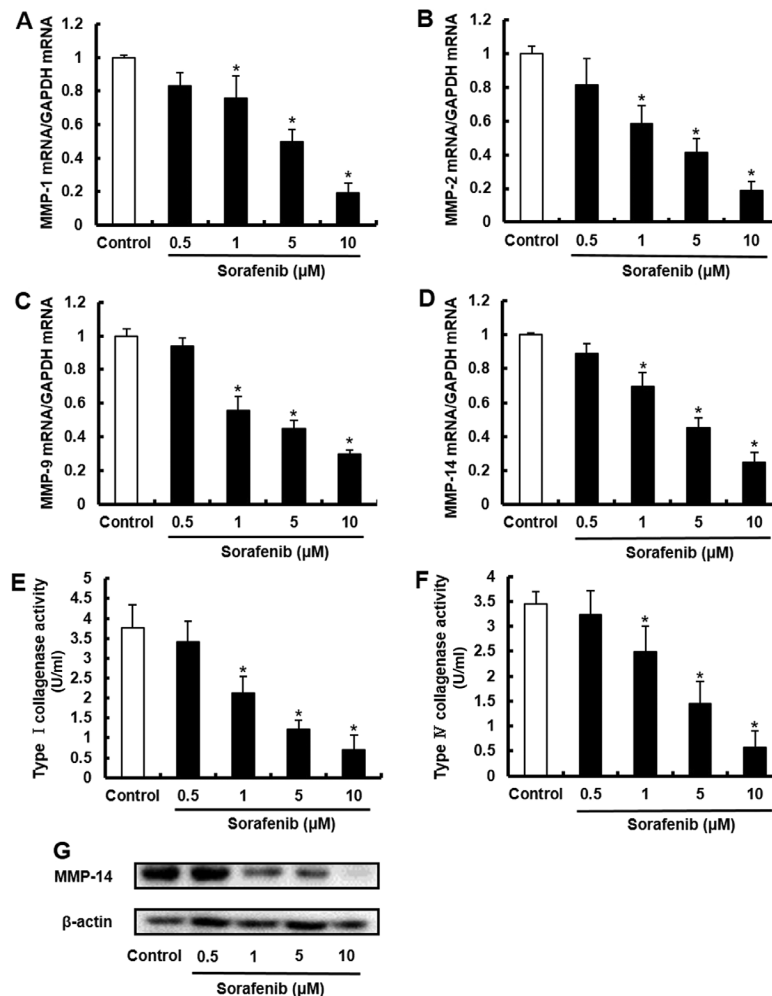 A
MMP-1 mRNA/GAPDH mRNA
1.2
1
0.8
0.6
0.4
0.2
0
*
*
*
Control 0.5 1 5 10
Sorafenib (µM)
B
MMP-2 mRNA/GAPDH mRNA
1.2
1
0.8
0.6
0.4
0.2
0
*
*
*
Control 0.5 1 5 10
Sorafenib (µM)
C
MMP-9 mRNA/GAPDH mRNA
1.2
1
0.8
0.6
0.4
0.2
0
*
*
*
Control 0.5 1 5 10
Sorafenib (µM)
D
MMP-14 mRNA/GAPDH mRNA
1.2
1
0.8
0.6
0.4
0.2
0
*
*
*
Control 0.5 1 5 10
Sorafenib (µM)
E
Type Ⅰ collagenase activity
(U/ml)
5
4.5
4
3.5
3
2.5
2
1.5
1
0.5
0
*
*
*
Control 0.5 1 5 10
Sorafenib (µM)
F
Type Ⅳ collagenase activity
(U/ml)
4
3.5
3
2.5
2
1.5
1
0.5
0
*
*
*
Control 0.5 1 5 10
Sorafenib (µM)
G
MMP-14
β-actin
Control 0.5 1 5 10
Sorafenib (µM)